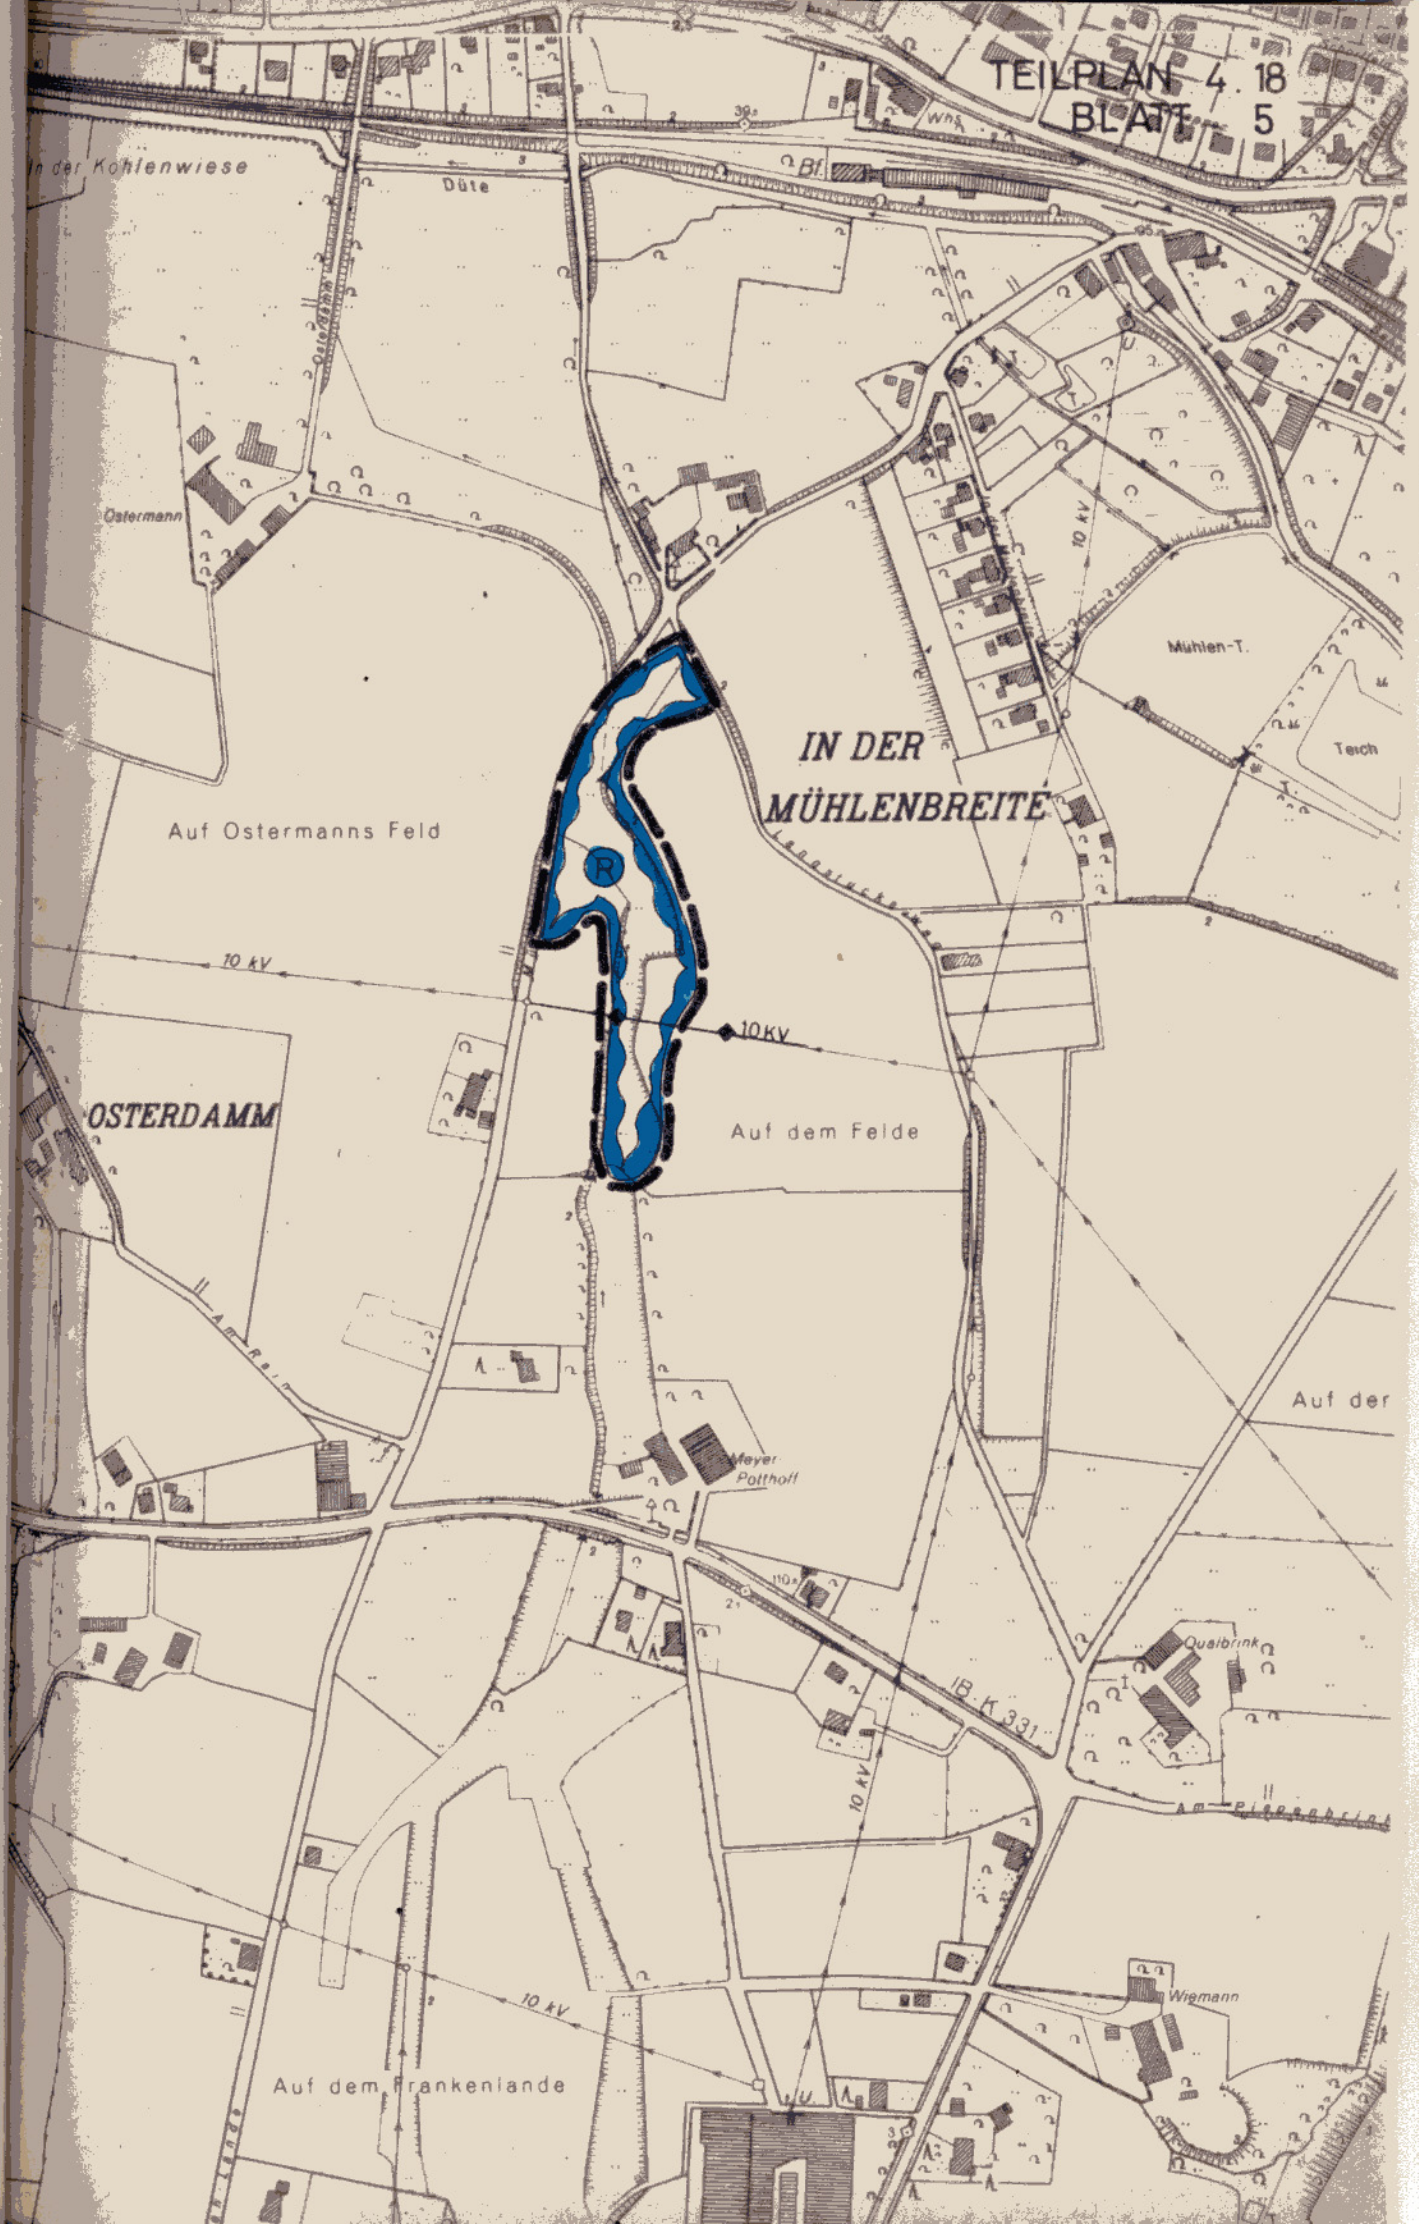 TEILPLAN 4.18
BLATT 5
In der Kohlenwiese
Düte
Bf.
Whs.
Ostermann
10 kV
Mühlen-T.
Teich
IN DER
MÜHLENBREITE
Auf Ostermanns Feld
R
10 kV
10 KV
OSTERDAMM
Auf dem Felde
Am Rein
Auf der
Meyer
Potthoff
Qualbrink
IB K 331
10 kV
Am Piepenbrink
10 kV
Wiemann
Auf dem Frankenlande